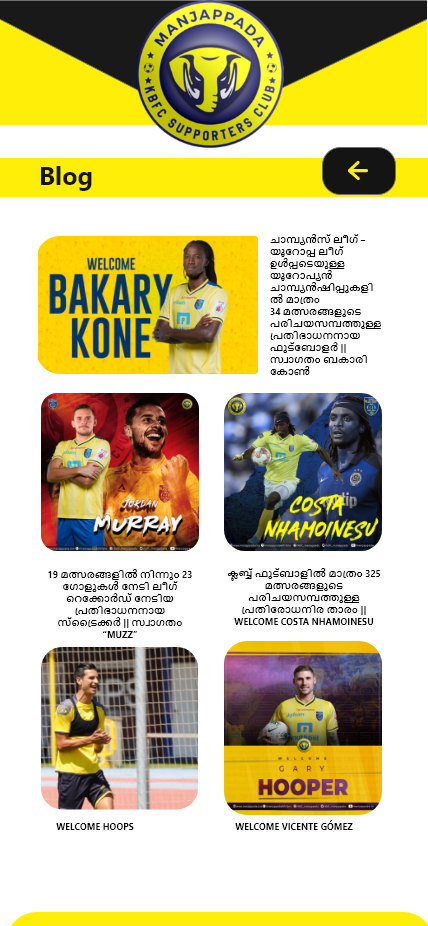 MANJAPPADA
KBFC SUPPORTERS CLUB
Blog
WELCOME
BAKARY
KONE
ചാമ്പ്യൻസ് ലീഗ് –
യൂറോപ്പ ലീഗ്
ഉൾപ്പടെയുള്ള
യൂറോപ്യൻ
ചാമ്പ്യൻഷിപ്പുകളി
ൽ മാത്രം
34 മത്സരങ്ങളുടെ
പരിചയസമ്പത്തുള്ള
പ്രതിഭാധനനായ
ഫുട്ബോളർ ||
സ്വാഗതം ബകാരി
കോൺ
JORDAN
MURRAY
COSTA
NHAMOINESU
19 മത്സരങ്ങളിൽ നിന്നും 23
ഗോളുകൾ നേടി ലീഗ്
റെക്കോർഡ് നേടിയ
പ്രതിഭാധനനായ
സ്ട്രൈക്കർ || സ്വാഗതം
“MUZZ”
ക്ലബ്ബ് ഫുട്ബാളിൽ മാത്രം 325
മത്സരങ്ങളുടെ
പരിചയസമ്പത്തുള്ള
പ്രതിരോധനിര താരം ||
WELCOME COSTA NHAMOINESU
WELCOME
GARY
HOOPER
WELCOME HOOPS
WELCOME VICENTE GÓMEZ